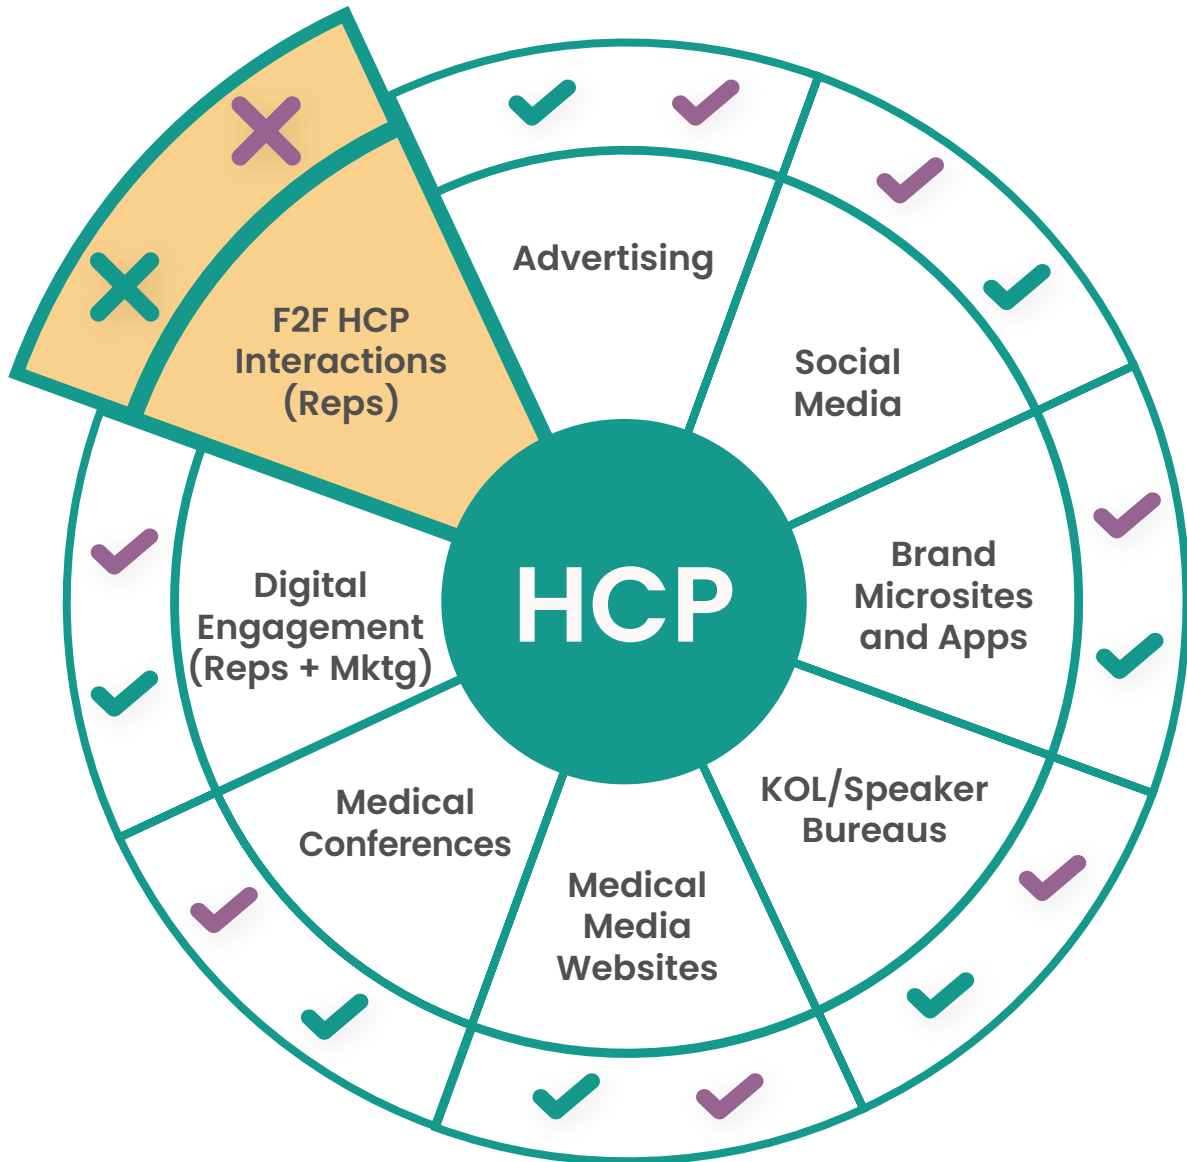 Advertising
F2F HCP
Interactions
(Reps)
Social
Media
HCP
Brand
Microsites
and Apps
Digital
Engagement
(Reps + Mktg)
KOL/Speaker
Bureaus
Medical
Conferences
Medical
Media
Websites